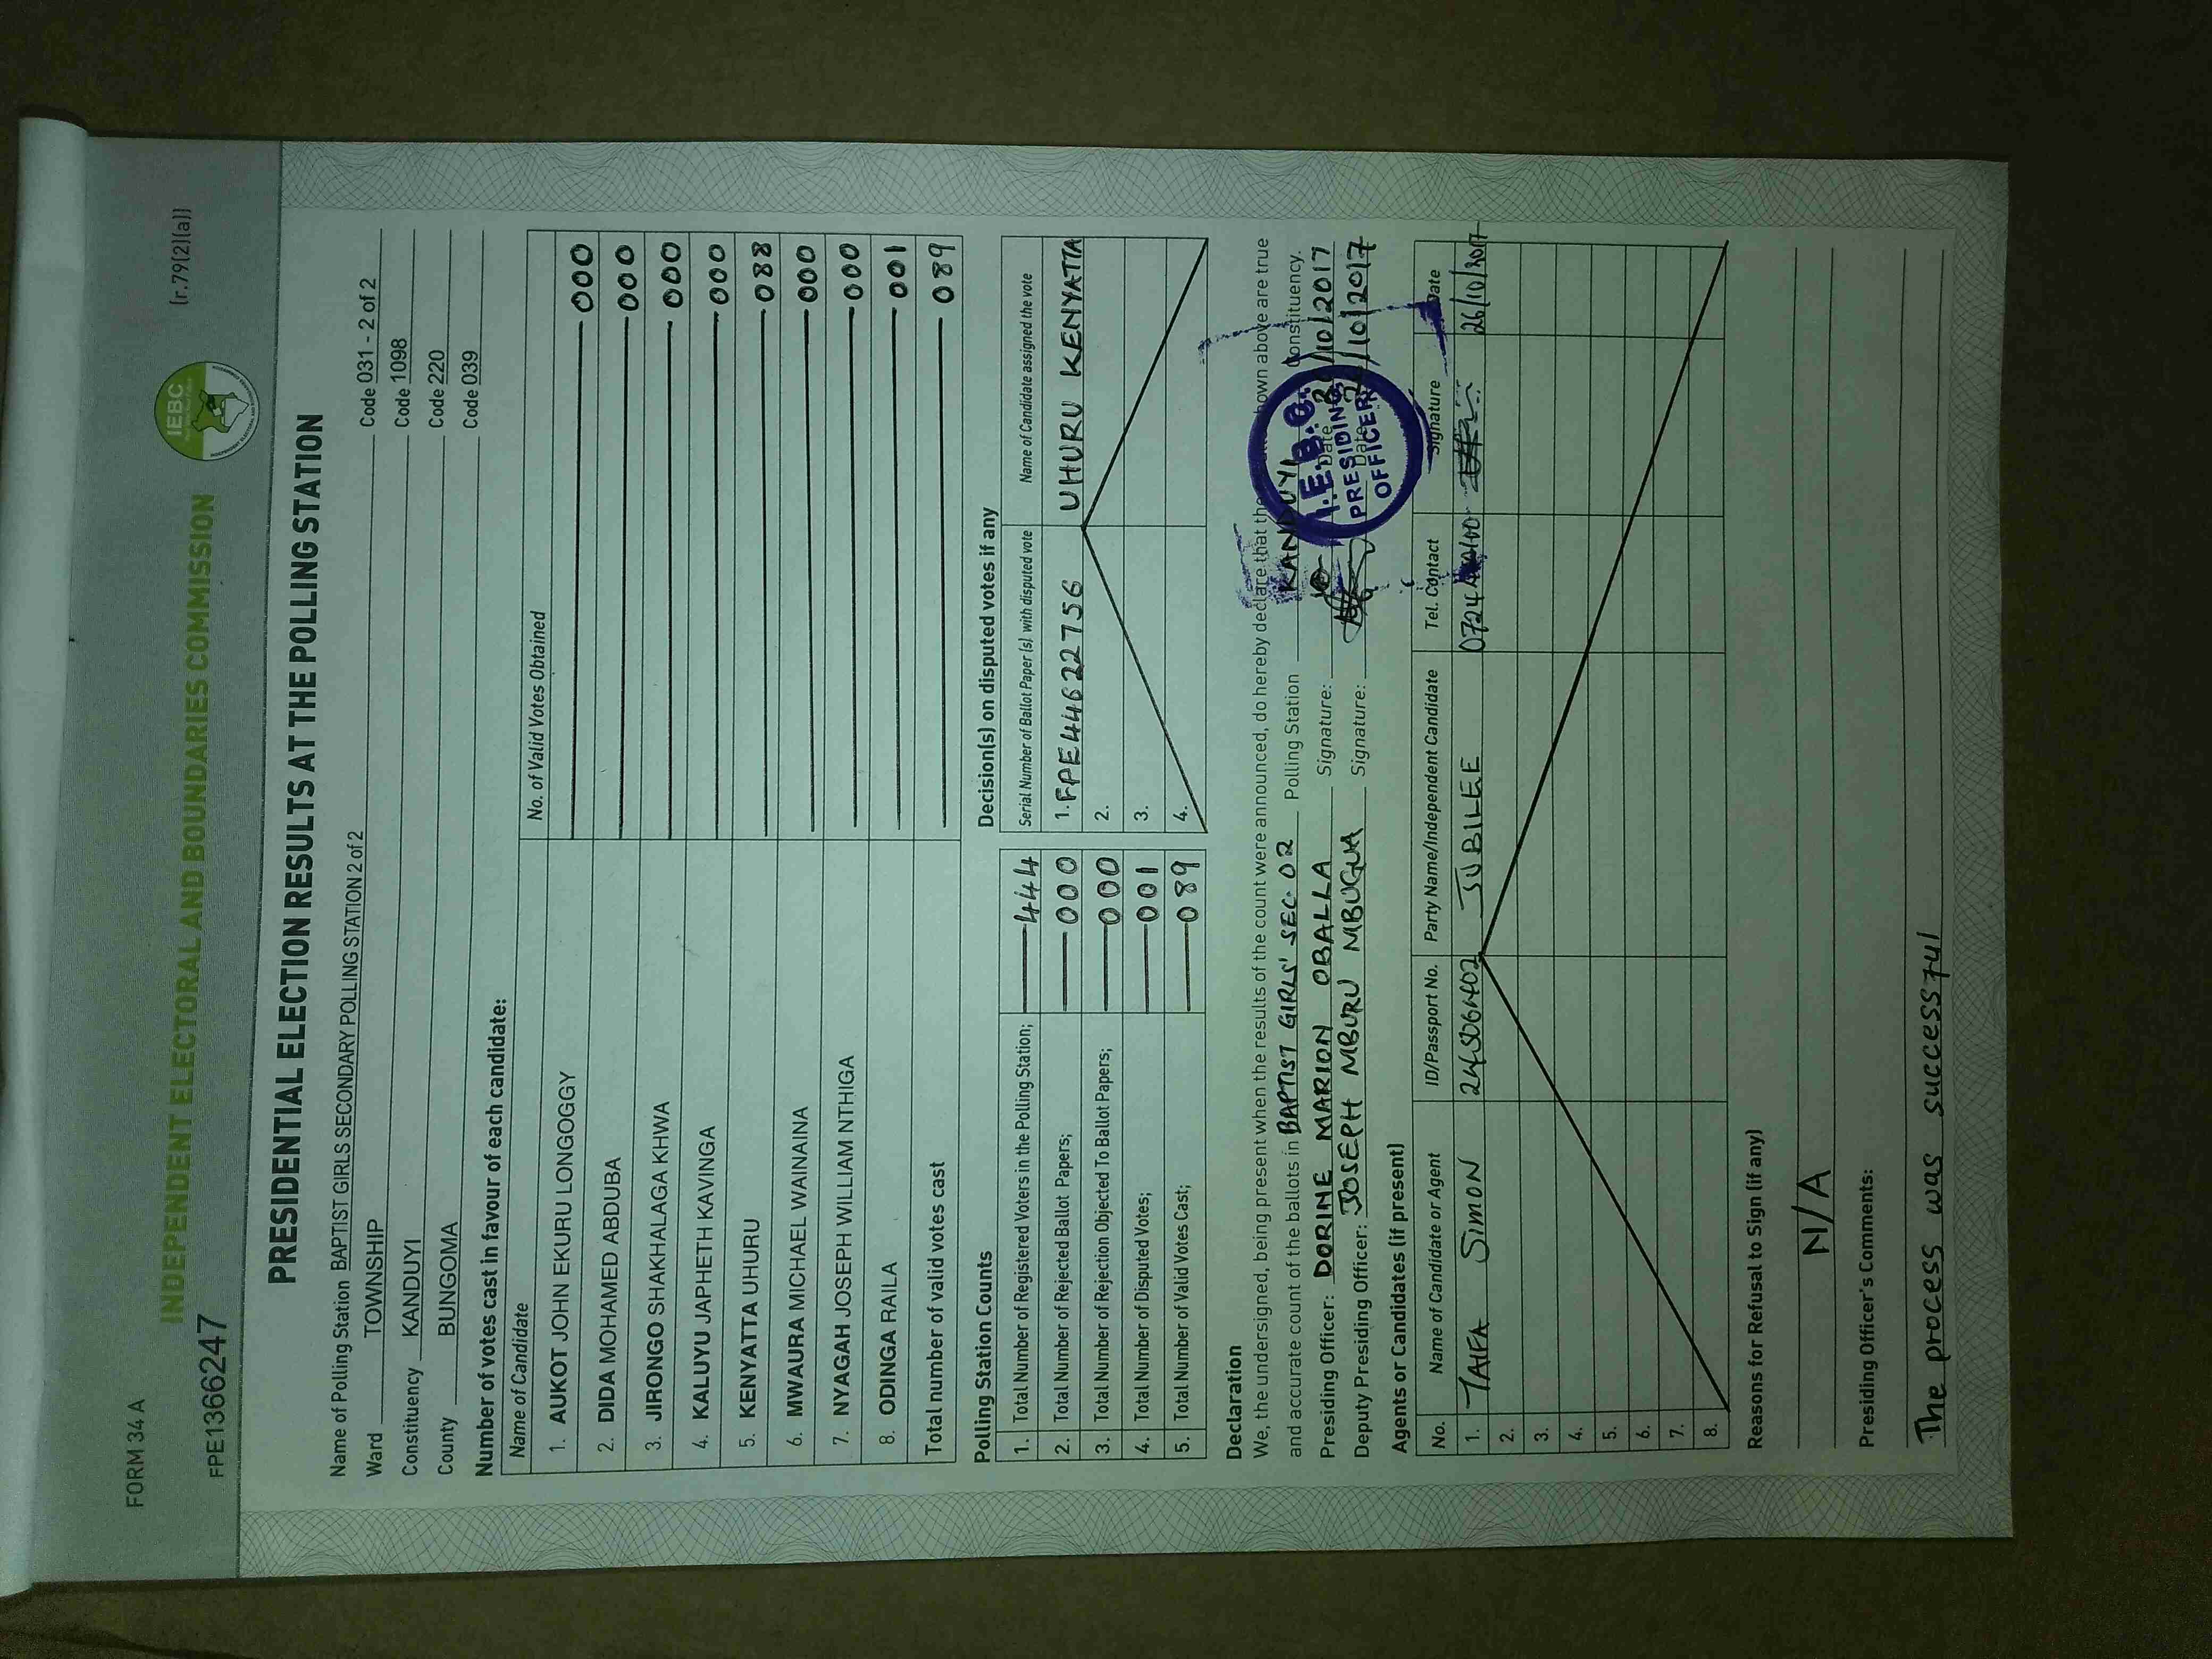 FORM 34 A
(r.79(2)(a))
IEBC
INDEPENDENT ELECTORAL AND BOUNDARIES COMMISSION
FPE1366247
PRESIDENTIAL ELECTION RESULTS AT THE POLLING STATION
Name of Polling Station BAPTIST GIRLS SECONDARY POLLING STATION 2 of 2 Code 031 - 2 of 2
Ward TOWNSHIP Code 1098
Constituency KANDUYI Code 220
County BUNGOMA Code 039
Number of votes cast in favour of each candidate:
Name of Candidate No. of Valid Votes Obtained
1. AUKOT JOHN EKURU LONGOGGY 000
2. DIDA MOHAMED ABDUBA 000
3. JIRONGO SHAKHALAGA KHWA 000
4. KALUYU JAPHETH KAVINGA 000
5. KENYATTA UHURU 088
6. MWAURA MICHAEL WAINAINA 000
7. NYAGAH JOSEPH WILLIAM NTHIGA 000
8. ODINGA RAILA 001
Total number of valid votes cast 089
Polling Station Counts
1. Total Number of Registered Voters in the Polling Station; 444
2. Total Number of Rejected Ballot Papers; 000
3. Total Number of Rejection Objected To Ballot Papers; 000
4. Total Number of Disputed Votes; 001
5. Total Number of Valid Votes Cast; 089
Decision(s) on disputed votes if any
Serial Number of Ballot Paper (s) with disputed vote Name of Candidate assigned the vote
1. FPE44622756 UHURU KENYATTA
2.
3.
4.
Declaration
We, the undersigned, being present when the results of the count were announced, do hereby declare that the shown above are true
and accurate count of the ballots in BAPTIST GIRLS' SEC 02 Polling Station KANDUYI Constituency.
Presiding Officer: DORINE MARION OBALLA Signature: Date /10/2017
Deputy Presiding Officer: JOSEPH MBURU MBUGUA Signature: Date /10/2017
I.E.B.C.
PRESIDING
OFFICER
Agents or Candidates (if present)
No. Name of Candidate or Agent ID/Passport No. Party Name/Independent Candidate Tel. Contact Signature Date
1. TAIFA SIMON JUBILEE 26/10/2017
2.
3.
4.
5.
6.
7.
8.
Reasons for Refusal to Sign (if any)
N/A
Presiding Officer's Comments:
The process was successful